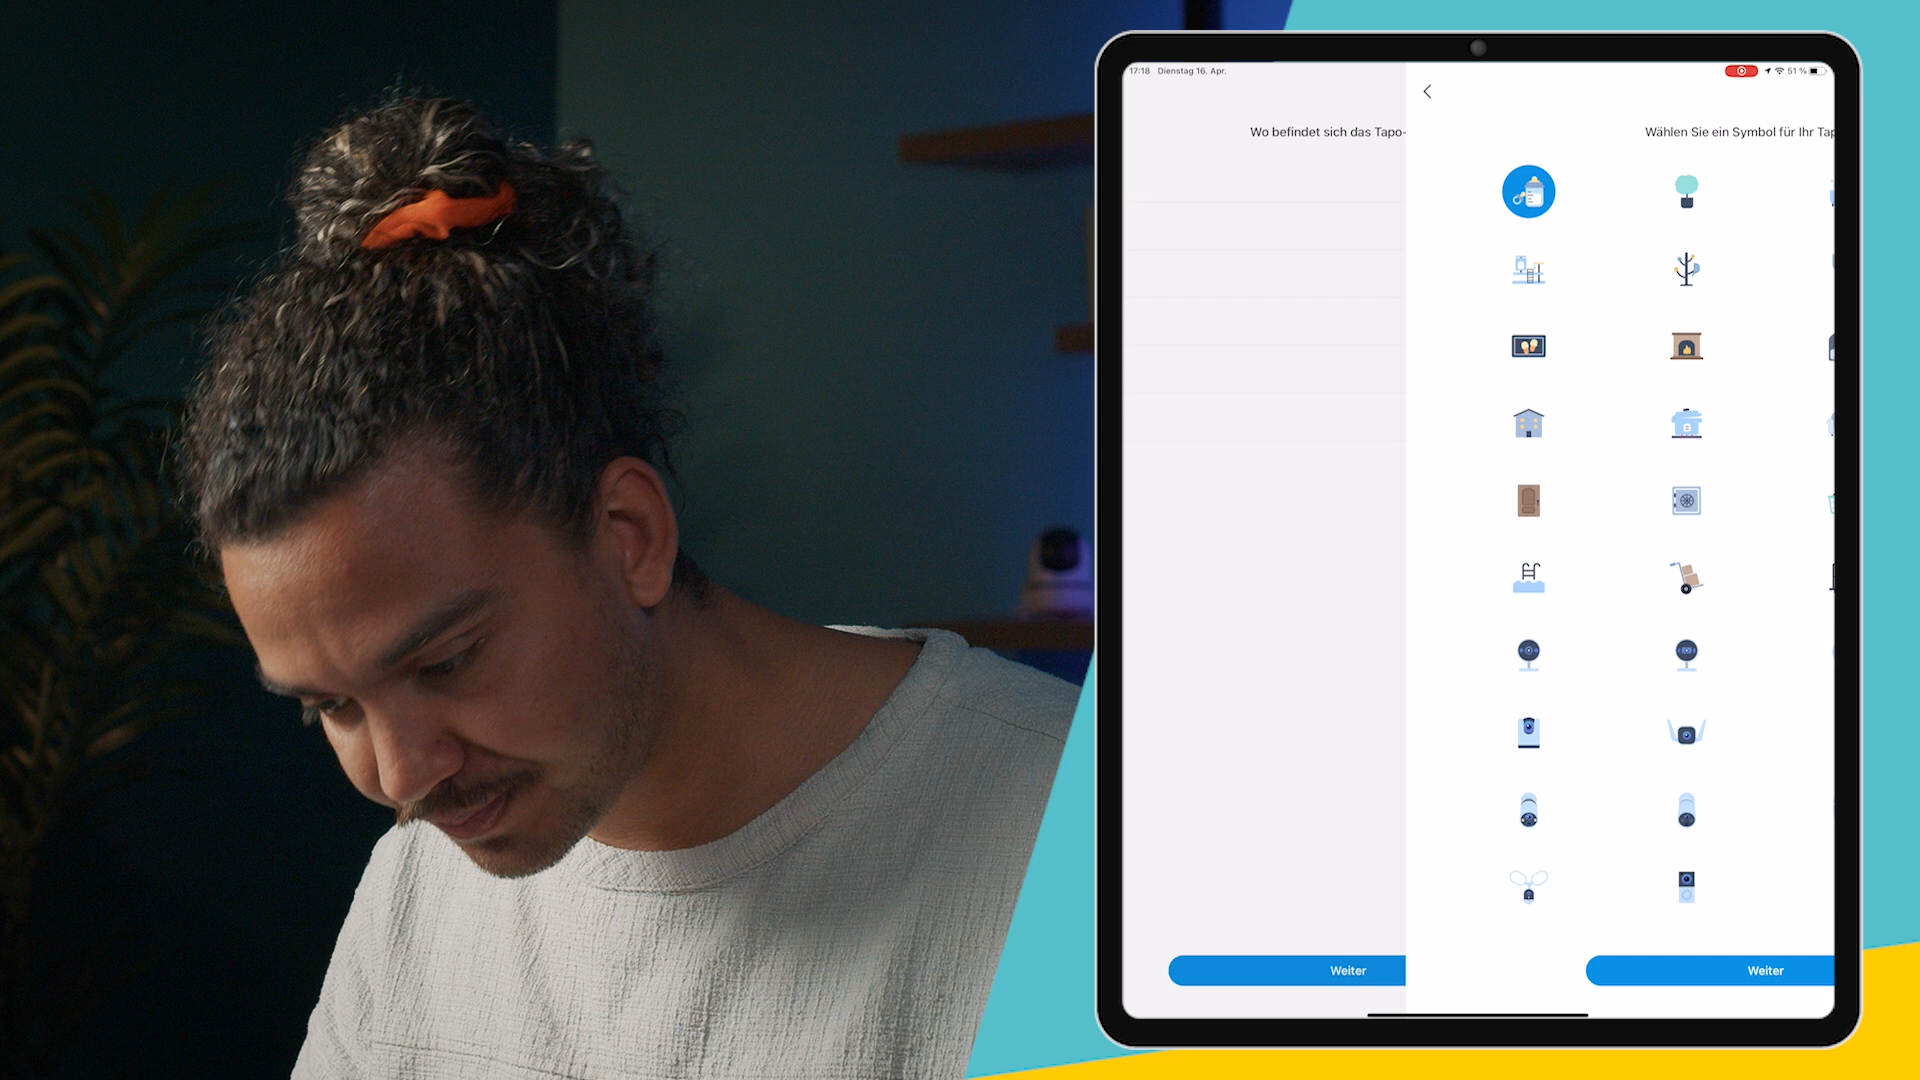 17:18 Dienstag 16. Apr.
51 %
Wo befindet sich das Tapo-
Wählen Sie ein Symbol für Ihr Tap
Weiter
Weiter